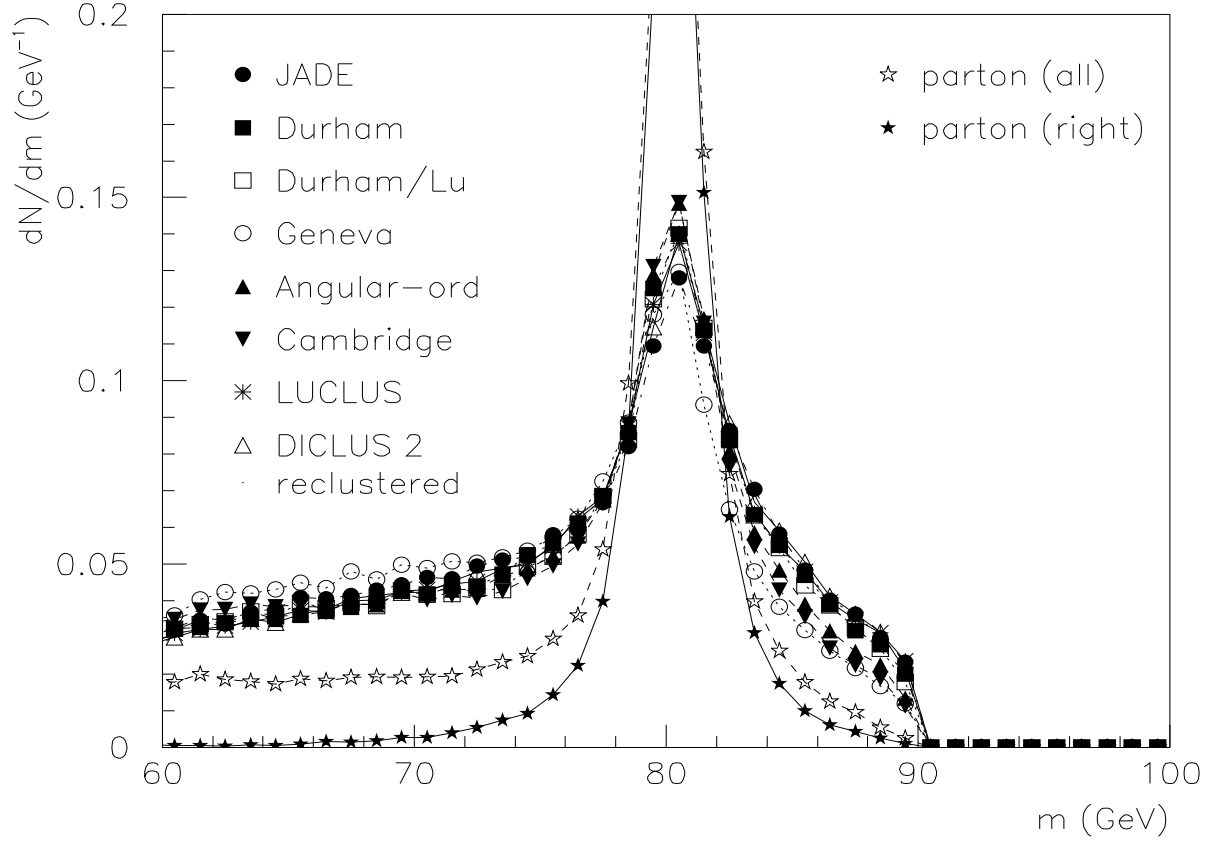 dN/dm (GeV⁻¹)
0.2
0.15
0.1
0.05
0
JADE
Durham
Durham/Lu
Geneva
Angular-ord
Cambridge
LUCLUS
DICLUS 2
reclustered
parton (all)
parton (right)
60 70 80 90 100
m (GeV)